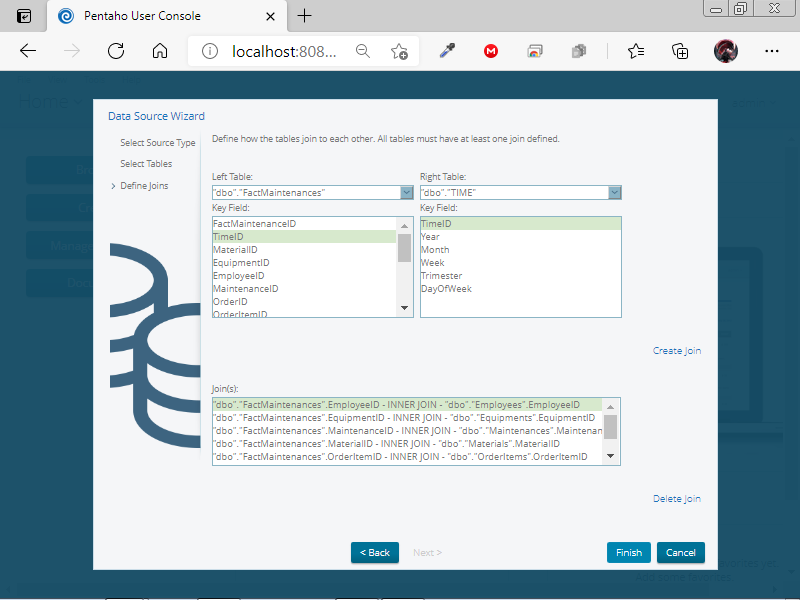 Pentaho User Console
localhost:808...
Home
Data Source Wizard
Select Source Type
Select Tables
> Define Joins
Define how the tables join to each other. All tables must have at least one join defined.
Left Table:
Right Table:
"dbo"."FactMaintenances"
"dbo"."TIME"
Key Field:
Key Field:
FactMaintenanceID
TimeID
MaterialID
EquipmentID
EmployeeID
MaintenanceID
OrderID
OrderItemID
TimeID
Year
Month
Week
Trimester
DayOfWeek
Create Join
Join(s):
"dbo"."FactMaintenances".EmployeeID - INNER JOIN - "dbo"."Employees".EmployeeID
"dbo"."FactMaintenances".EquipmentID - INNER JOIN - "dbo"."Equipments".EquipmentID
"dbo"."FactMaintenances".MaintenanceID - INNER JOIN - "dbo"."Maintenances".Maintenan
"dbo"."FactMaintenances".MaterialID - INNER JOIN - "dbo"."Materials".MaterialID
"dbo"."FactMaintenances".OrderItemID - INNER JOIN - "dbo"."OrderItems".OrderItemID
Delete Join
< Back
Next >
Finish
Cancel